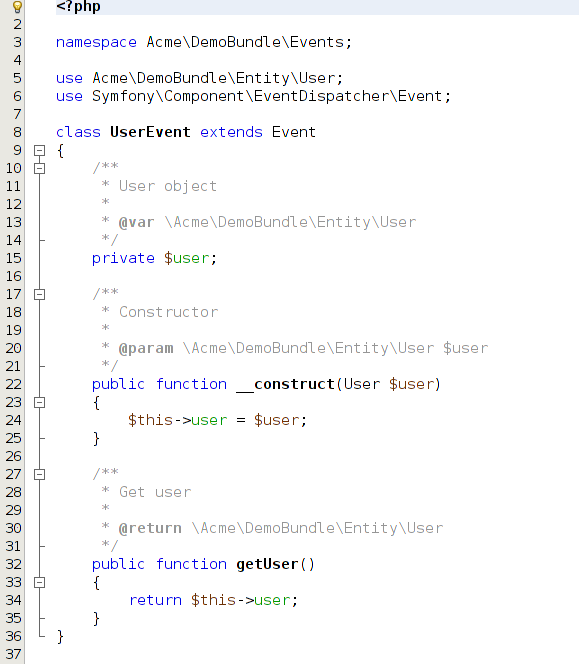 <?php
2
3 namespace Acme\DemoBundle\Events;
4
5 use Acme\DemoBundle\Entity\User;
6 use Symfony\Component\EventDispatcher\Event;
7
8 class UserEvent extends Event
9 {
10     /**
11      * User object
12      *
13      * @var \Acme\DemoBundle\Entity\User
14      */
15     private $user;
16
17     /**
18      * Constructor
19      *
20      * @param \Acme\DemoBundle\Entity\User $user
21      */
22     public function __construct(User $user)
23     {
24         $this->user = $user;
25     }
26
27     /**
28      * Get user
29      *
30      * @return \Acme\DemoBundle\Entity\User
31      */
32     public function getUser()
33     {
34         return $this->user;
35     }
36 }
37